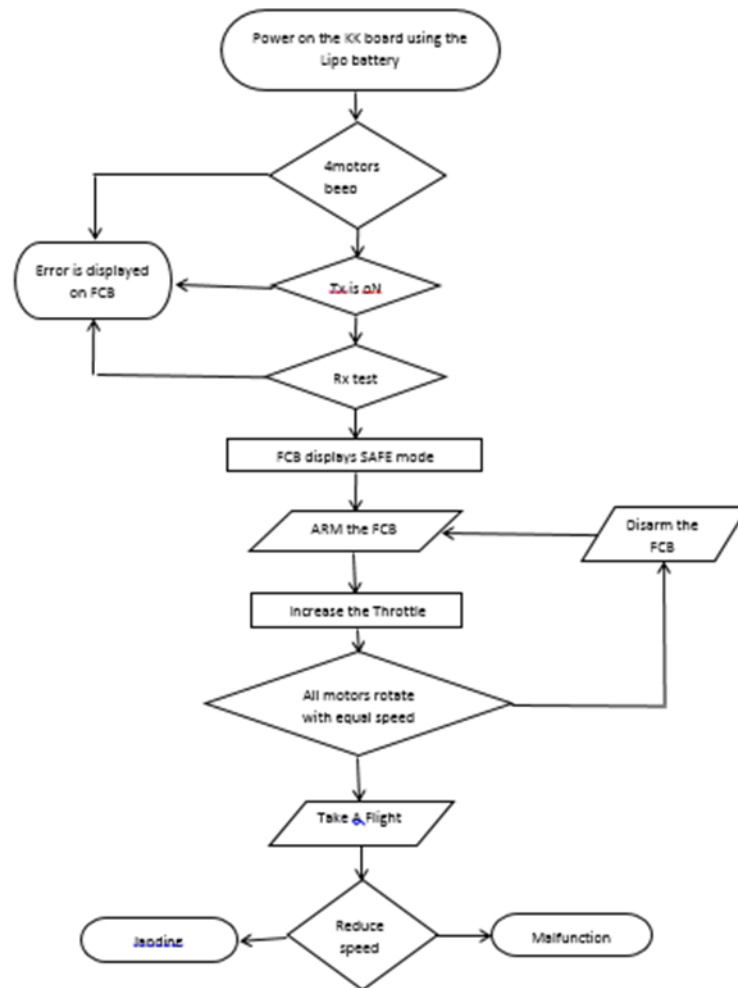 Power on the KK board using the
Lipo battery
4motors
beep
Error is displayed
on FCB
Tx is oN
Rx test
FCB displays SAFE mode
ARM the FCB
Disarm the
FCB
Increase the Throttle
All motors rotate
with equal speed
Take A Flight
Reduce
speed
Malfunction